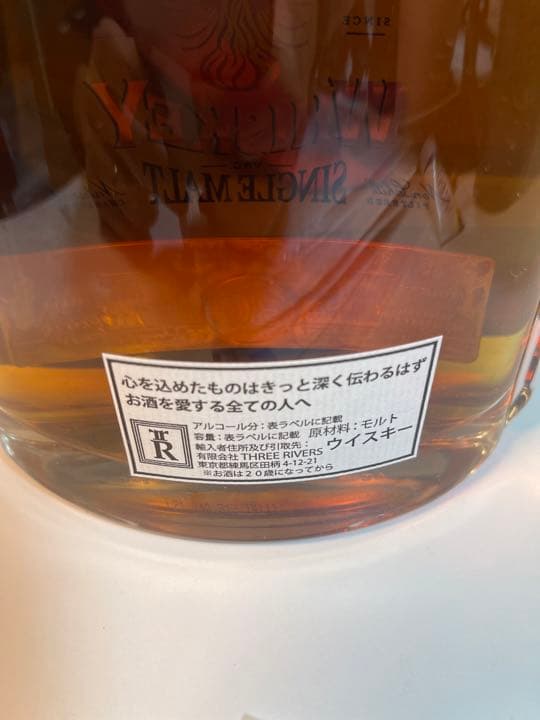 SINCE
WHISKEY
SINGLE MALT
FILTERED
心を込めたものはきっと深く伝わるはず
お酒を愛する全ての人へ
アルコール分：表ラベルに記載
容量：表ラベルに記載 原材料：モルト
輸入者住所及び引取先： ウイスキー
有限会社 THREE RIVERS
東京都練馬区田柄 4-12-21
※お酒は２０歳になってから
R